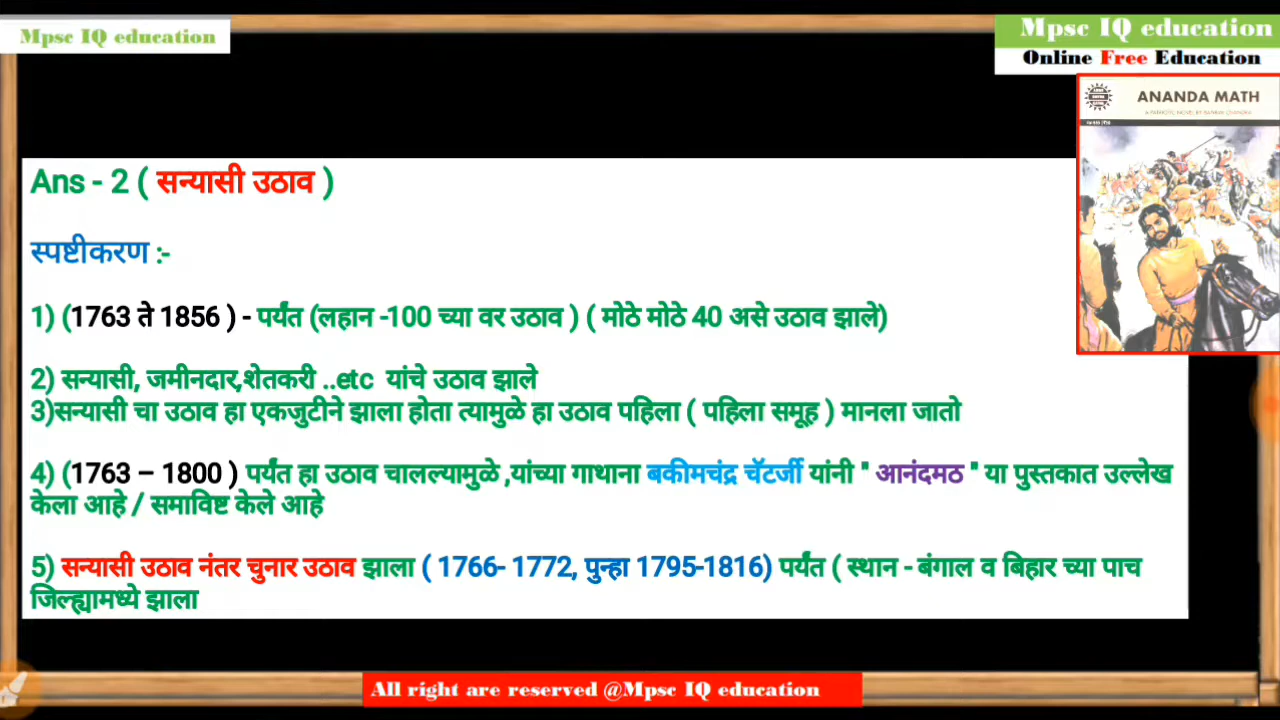 Mpsc IQ education
Mpsc IQ education
Online Free Education
ANANDA MATH
Ans - 2 ( सन्यासी उठाव )
स्पष्टीकरण :-
1) (1763 ते 1856 ) - पर्यंत (लहान -100 च्या वर उठाव ) ( मोठे मोठे 40 असे उठाव झाले)
2) सन्यासी, जमीनदार,शेतकरी ..etc यांचे उठाव झाले
3)सन्यासी चा उठाव हा एकजुटीने झाला होता त्यामुळे हा उठाव पहिला ( पहिला समूह ) मानला जातो
4) (1763 – 1800 ) पर्यंत हा उठाव चालल्यामुळे ,यांच्या गाथाना बकीमचंद्र चॅटर्जी यांनी " आनंदमठ " या पुस्तकात उल्लेख
केला आहे / समाविष्ट केले आहे
5) सन्यासी उठाव नंतर चुनार उठाव झाला ( 1766- 1772, पुन्हा 1795-1816) पर्यंत ( स्थान - बंगाल व बिहार च्या पाच
जिल्ह्यामध्ये झाला
All right are reserved @Mpsc IQ education